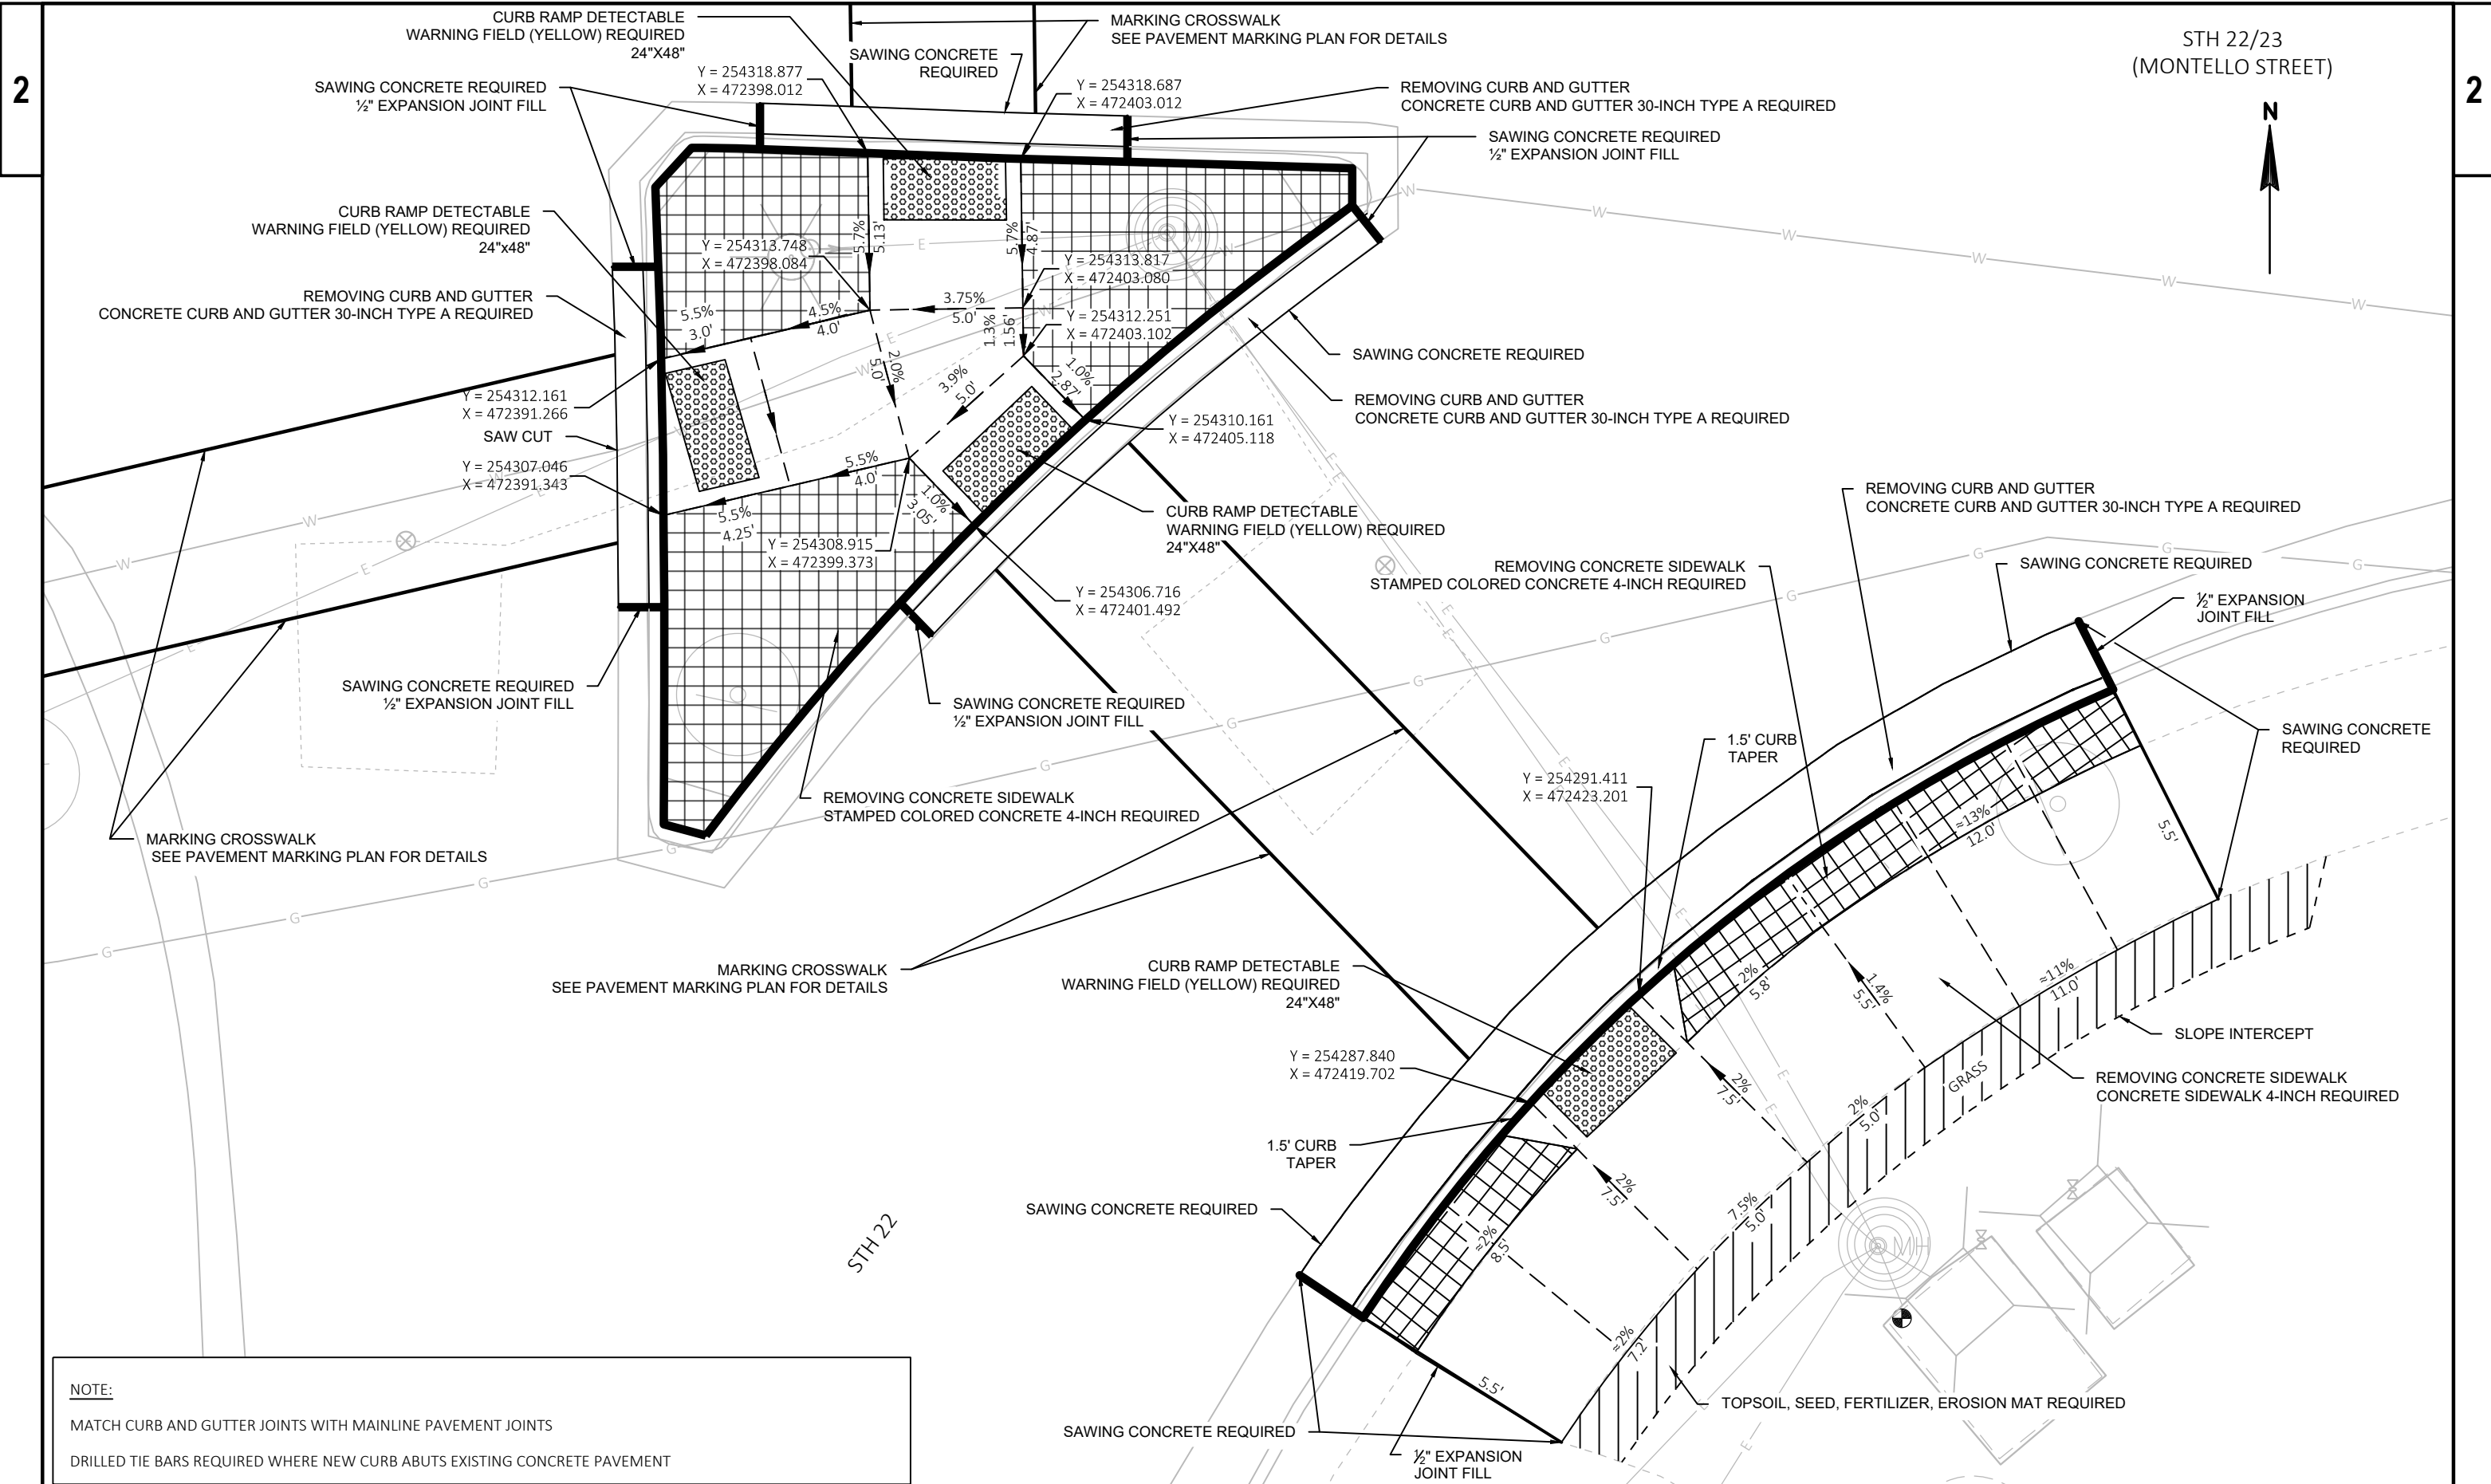 2
2
CURB RAMP DETECTABLE
WARNING FIELD (YELLOW) REQUIRED
24"X48"
MARKING CROSSWALK
SEE PAVEMENT MARKING PLAN FOR DETAILS
STH 22/23
(MONTELLO STREET)
N
SAWING CONCRETE
REQUIRED
SAWING CONCRETE REQUIRED
½" EXPANSION JOINT FILL
Y = 254318.877
X = 472398.012
Y = 254318.687
X = 472403.012
REMOVING CURB AND GUTTER
CONCRETE CURB AND GUTTER 30-INCH TYPE A REQUIRED
SAWING CONCRETE REQUIRED
½" EXPANSION JOINT FILL
CURB RAMP DETECTABLE
WARNING FIELD (YELLOW) REQUIRED
24"x48"
REMOVING CURB AND GUTTER
CONCRETE CURB AND GUTTER 30-INCH TYPE A REQUIRED
Y = 254313.748
X = 472398.084
5.7%
5.13'
5.7%
4.87'
Y = 254313.817
X = 472403.080
3.75%
5.0'
1.3%
1.56'
Y = 254312.251
X = 472403.102
5.5%
3.0'
4.5%
4.0'
2.0%
5.0'
3.9%
5.0'
1.0%
2.87'
SAWING CONCRETE REQUIRED
REMOVING CURB AND GUTTER
CONCRETE CURB AND GUTTER 30-INCH TYPE A REQUIRED
Y = 254312.161
X = 472391.266
SAW CUT
Y = 254307.046
X = 472391.343
Y = 254310.161
X = 472405.118
5.5%
4.0'
5.5%
4.25'
1.0%
3.05'
Y = 254308.915
X = 472399.373
CURB RAMP DETECTABLE
WARNING FIELD (YELLOW) REQUIRED
24"X48"
Y = 254306.716
X = 472401.492
REMOVING CURB AND GUTTER
CONCRETE CURB AND GUTTER 30-INCH TYPE A REQUIRED
REMOVING CONCRETE SIDEWALK
STAMPED COLORED CONCRETE 4-INCH REQUIRED
SAWING CONCRETE REQUIRED
½" EXPANSION
JOINT FILL
SAWING CONCRETE REQUIRED
½" EXPANSION JOINT FILL
SAWING CONCRETE REQUIRED
½" EXPANSION JOINT FILL
SAWING CONCRETE
REQUIRED
1.5' CURB
TAPER
Y = 254291.411
X = 472423.201
REMOVING CONCRETE SIDEWALK
STAMPED COLORED CONCRETE 4-INCH REQUIRED
MARKING CROSSWALK
SEE PAVEMENT MARKING PLAN FOR DETAILS
≈13%
12.0'
5.5'
MARKING CROSSWALK
SEE PAVEMENT MARKING PLAN FOR DETAILS
CURB RAMP DETECTABLE
WARNING FIELD (YELLOW) REQUIRED
24"X48"
2%
5.8'
1.4%
5.5'
≈11%
11.0'
SLOPE INTERCEPT
Y = 254287.840
X = 472419.702
2%
7.5'
2%
5.0'
GRASS
REMOVING CONCRETE SIDEWALK
CONCRETE SIDEWALK 4-INCH REQUIRED
1.5' CURB
TAPER
2%
7.5'
7.5%
5.0'
SAWING CONCRETE REQUIRED
STH 22
≈2%
8.5'
≈2%
7.2'
MH
5.5'
TOPSOIL, SEED, FERTILIZER, EROSION MAT REQUIRED
SAWING CONCRETE REQUIRED
½" EXPANSION
JOINT FILL
NOTE:
MATCH CURB AND GUTTER JOINTS WITH MAINLINE PAVEMENT JOINTS
DRILLED TIE BARS REQUIRED WHERE NEW CURB ABUTS EXISTING CONCRETE PAVEMENT